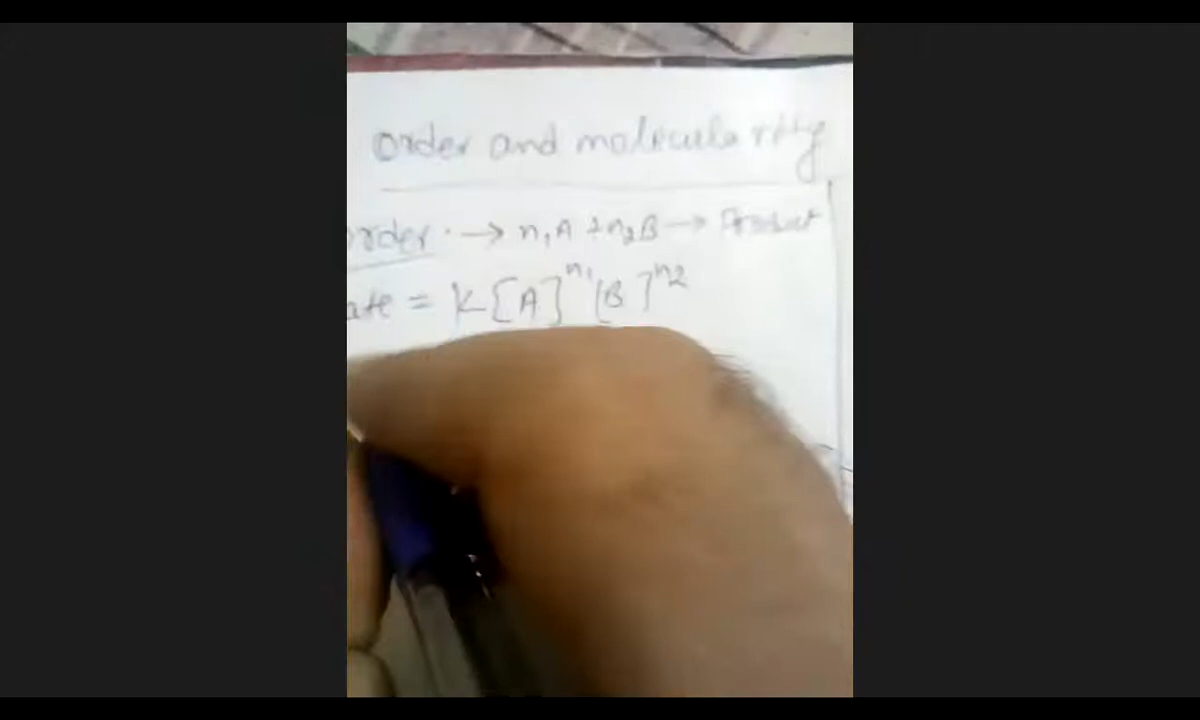 order and molecularity
order → n₁A + n₂B → Product
ate = K[A]ⁿ¹[B]ⁿ²